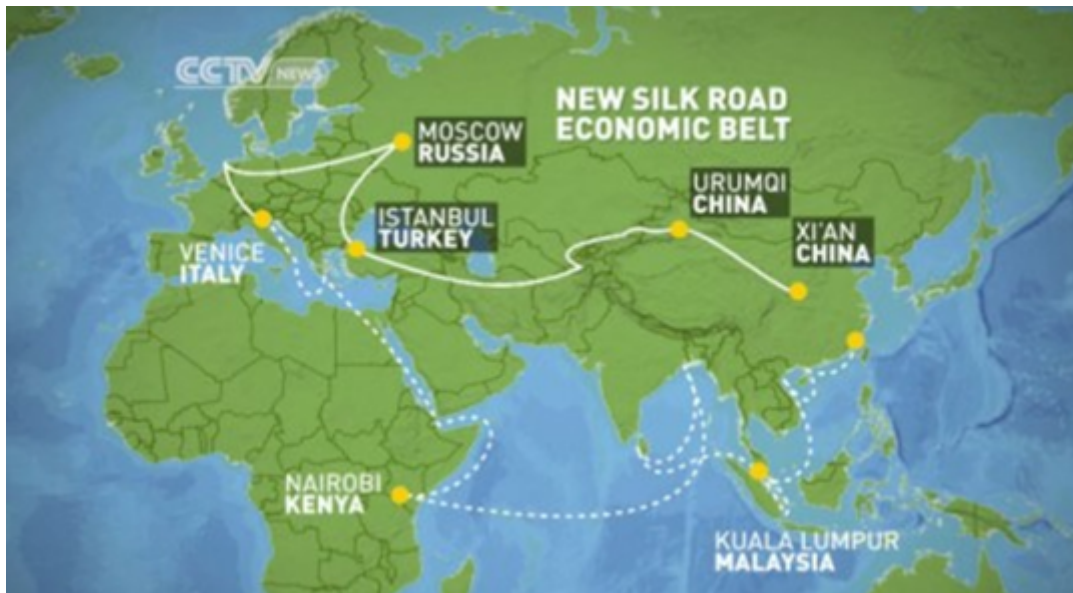 CCTV NEWS
NEW SILK ROAD
ECONOMIC BELT
MOSCOW
RUSSIA
URUMQI
CHINA
ISTANBUL
TURKEY
XI'AN
CHINA
VENICE
ITALY
NAIROBI
KENYA
KUALA LUMPUR
MALAYSIA